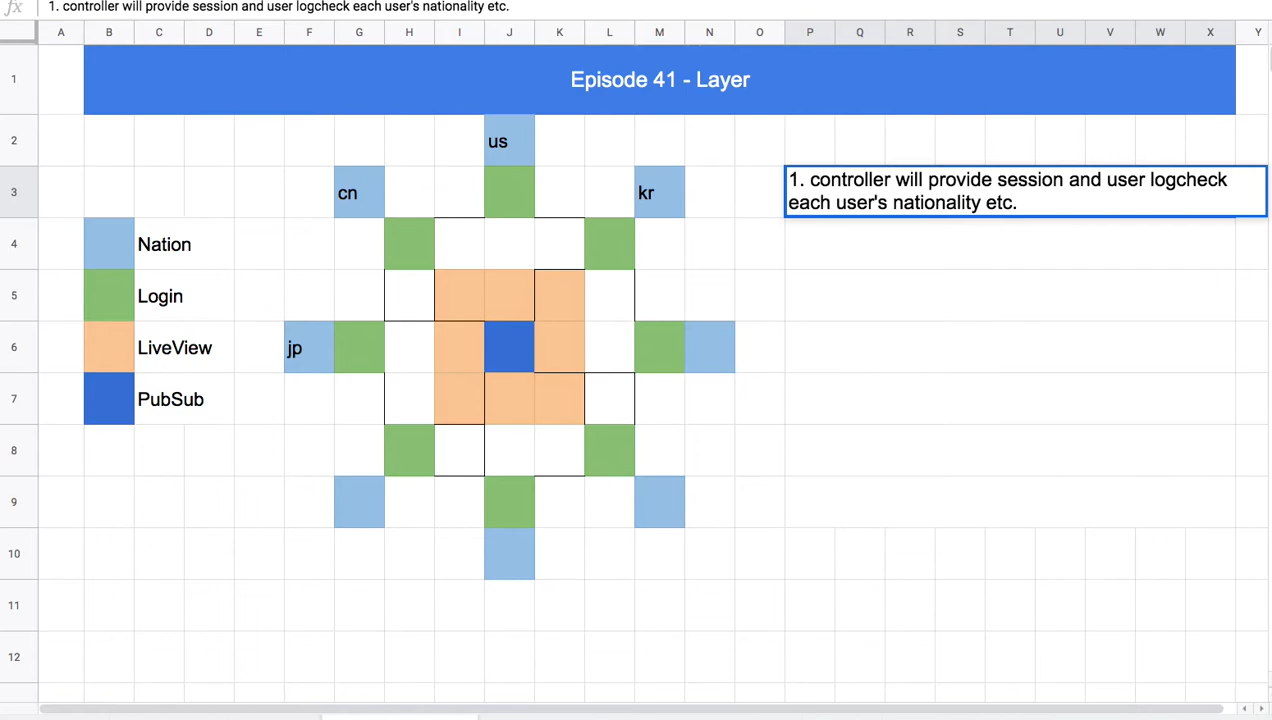 1. controller will provide session and user logcheck each user's nationality etc.
A B C D E F G H I J K L M N O P Q R S T U V W X Y
1 Episode 41 - Layer
2 us
3 cn kr 1. controller will provide session and user logcheck
each user's nationality etc.
4 Nation
5 Login
6 LiveView jp
7 PubSub
8
9
10
11
12